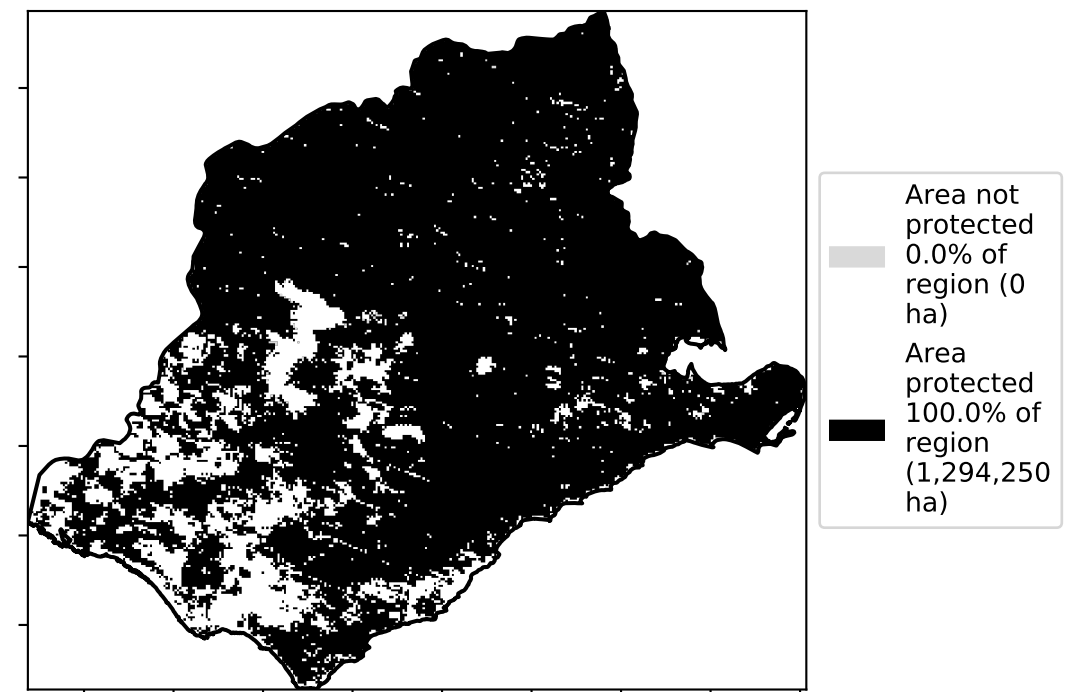 Area not
protected
0.0% of
region (0
ha)
Area
protected
100.0% of
region
(1,294,250
ha)